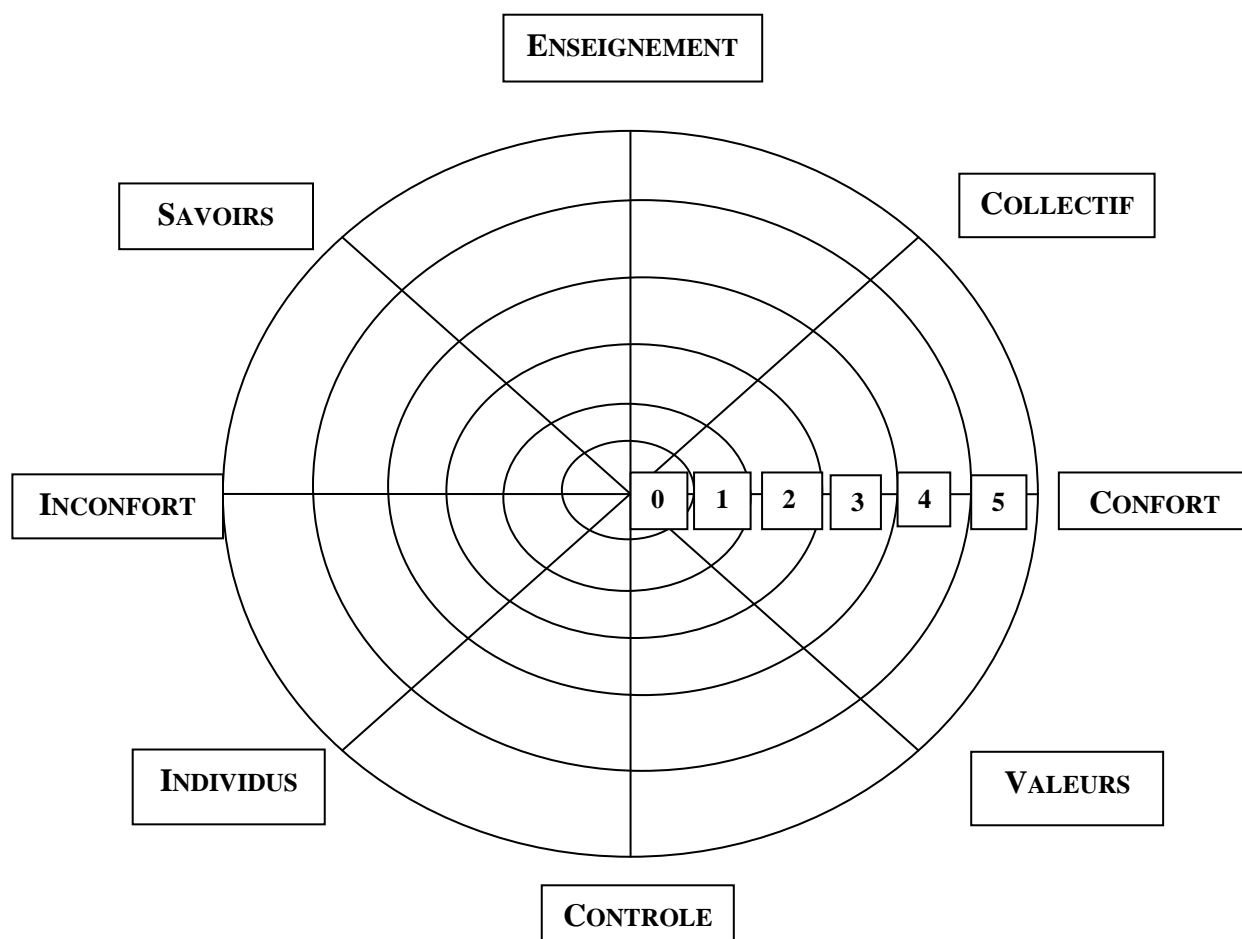 ENSEIGNEMENT
SAVOIRS
COLLECTIF
INCONFORT
0
1
2
3
4
5
CONFORT
INDIVIDUS
VALEURS
CONTROLE